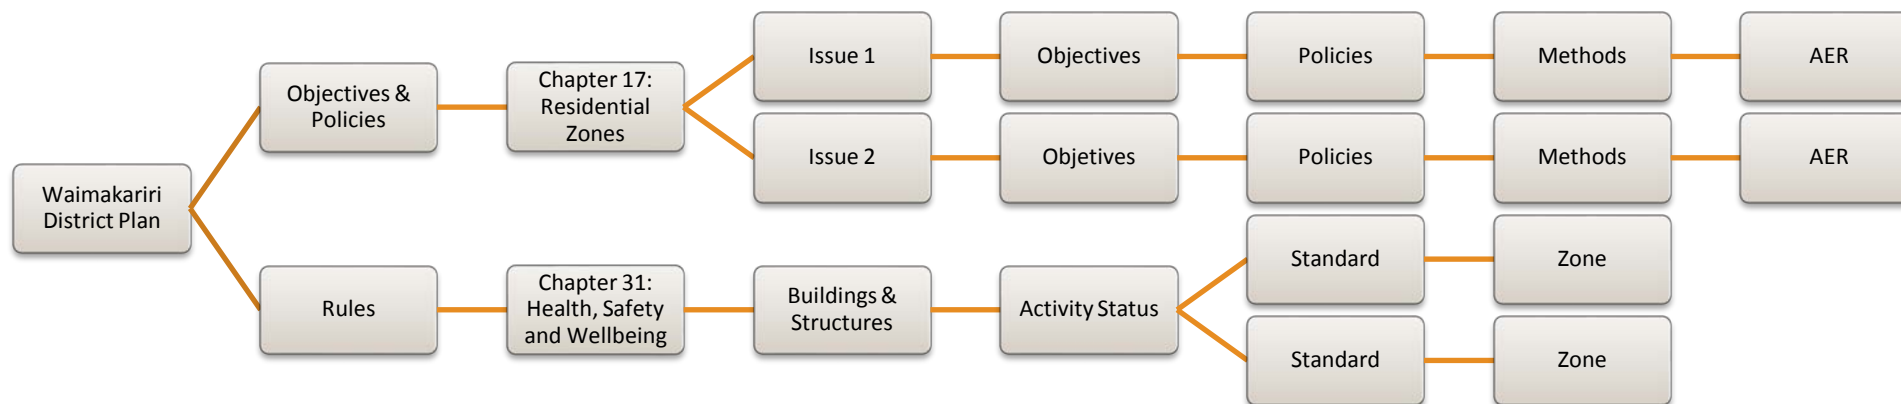 Waimakariri
District Plan
Objectives &
Policies
Chapter 17:
Residential
Zones
Issue 1
Objectives
Policies
Methods
AER
Issue 2
Objetives
Policies
Methods
AER
Rules
Chapter 31:
Health, Safety
and Wellbeing
Buildings &
Structures
Activity Status
Standard
Zone
Standard
Zone